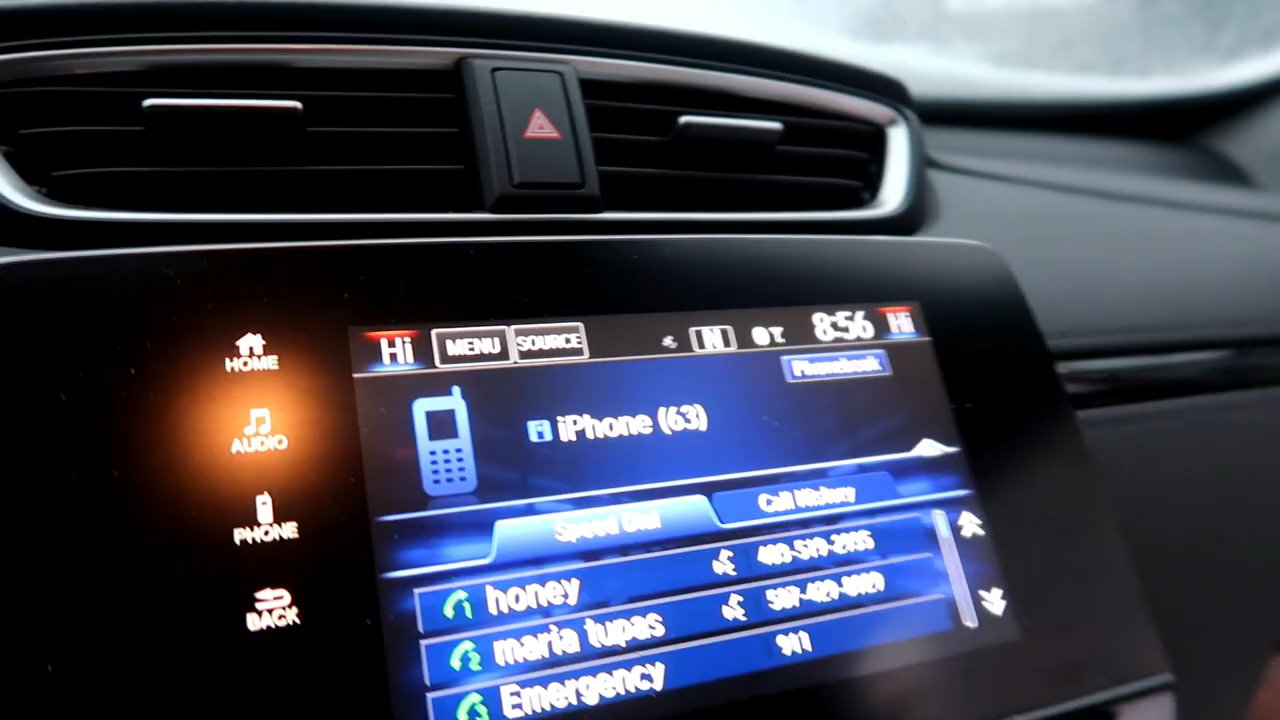 HOME
AUDIO
PHONE
BACK
Hi MENU SOURCE N 8:56 Hi
Phonebook
iPhone (63)
Speed Dial Call History
honey
maria tupas
Emergency 911